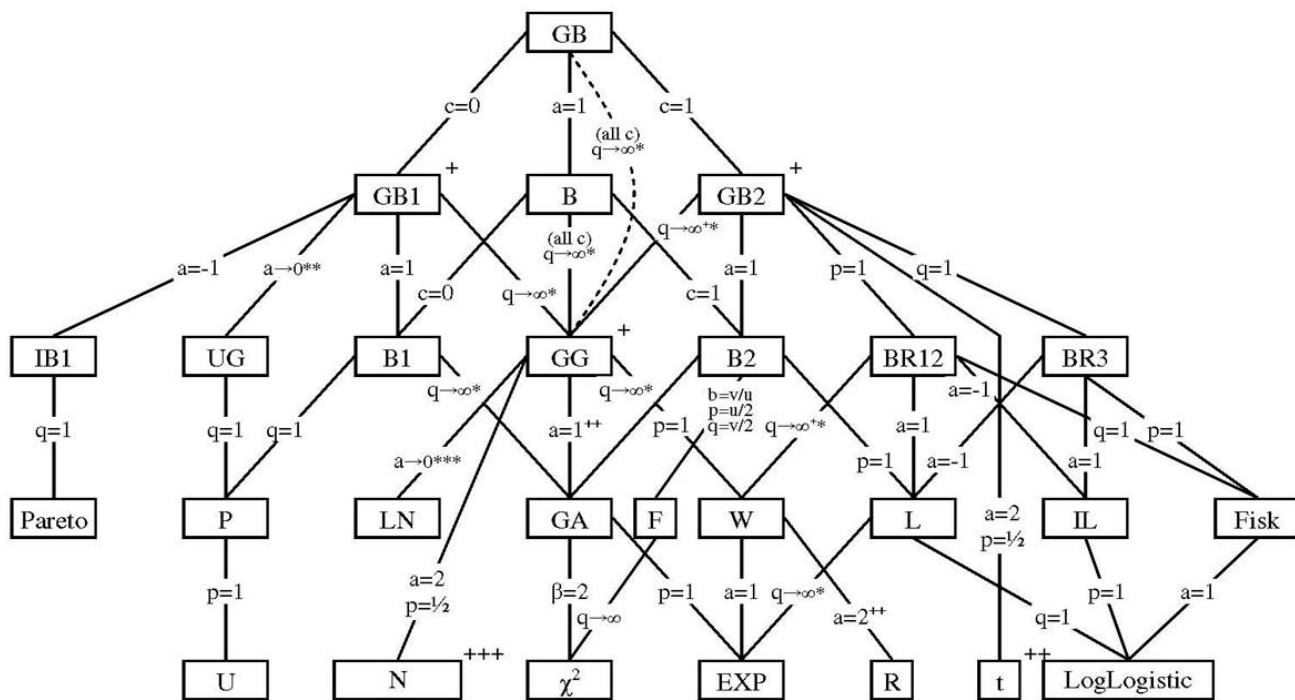 GB
c=0
a=1
c=1
(all c)
q→∞*
+
+
GB1
B
GB2
(all c)
q→∞*
q→∞⁺*
a=-1
a→0**
a=1
c=0
q→∞*
c=1
a=1
p=1
q=1
+
IB1
UG
B1
GG
B2
BR12
BR3
q→∞*
q→∞*
b=v/u
p=u/2
q=v/2
a=-1
q=1
q=1
q=1
a→0***
a=1⁺⁺
p=1
q→∞⁺*
p=1
a=1
a=-1
a=1
q=1
p=1
Pareto
P
LN
GA
F
W
L
IL
Fisk
a=2
p=½
p=1
a=2
p=½
β=2
q→∞
p=1
a=1
a=2⁺⁺
q→∞*
q=1
p=1
a=1
+++
++
U
N
χ²
EXP
R
t
LogLogistic